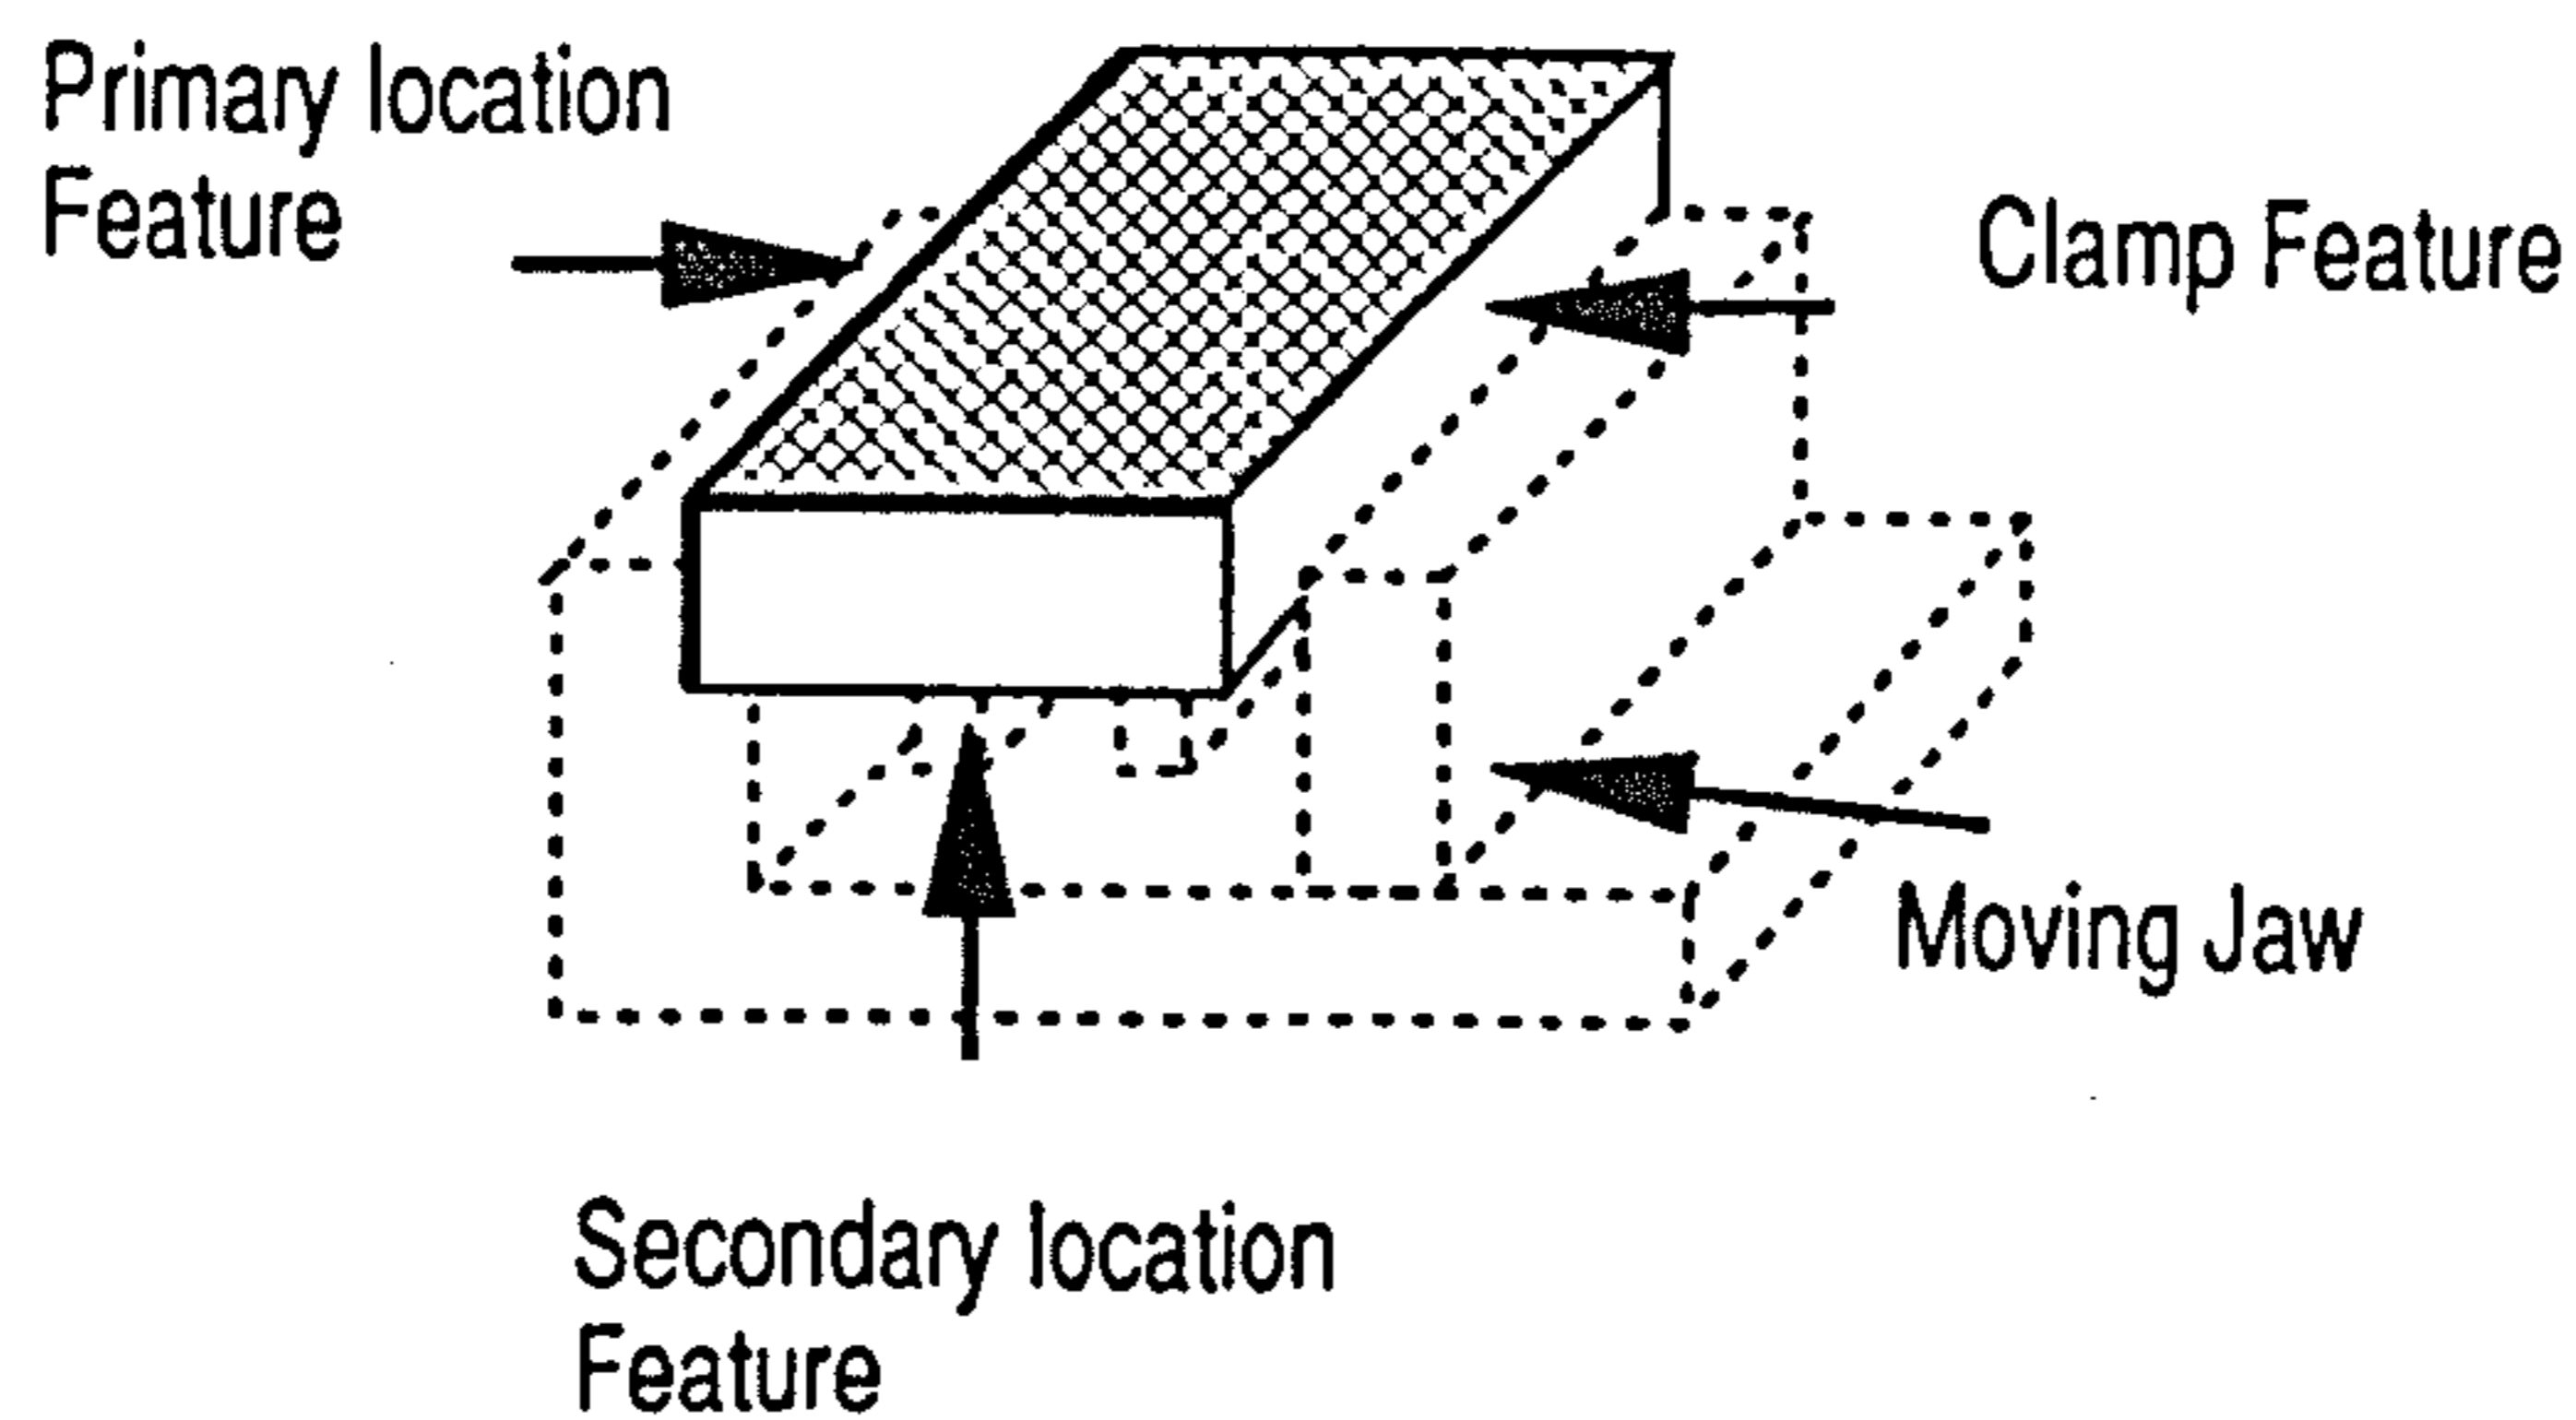 Primary location
Feature
Clamp Feature
Moving Jaw
Secondary location
Feature